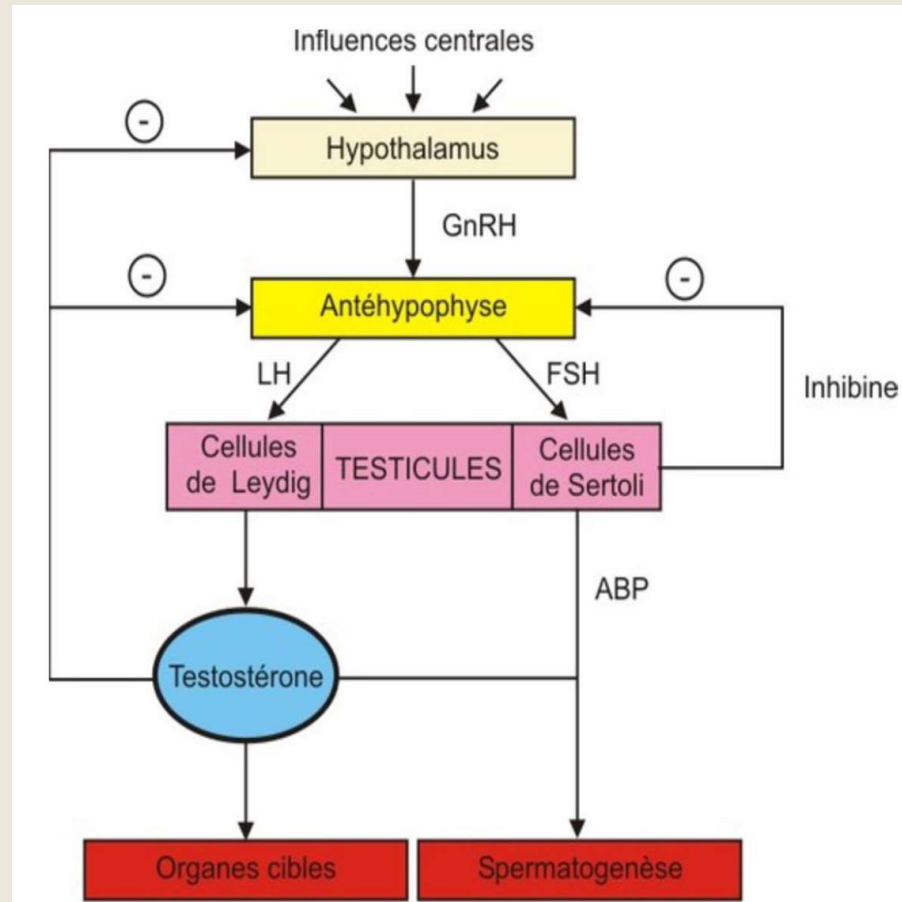 Influences centrales
-
Hypothalamus
GnRH
-
-
Antéhypophyse
LH
FSH
Inhibine
Cellules
de Leydig
TESTICULES
Cellules
de Sertoli
ABP
Testostérone
Organes cibles
Spermatogenèse